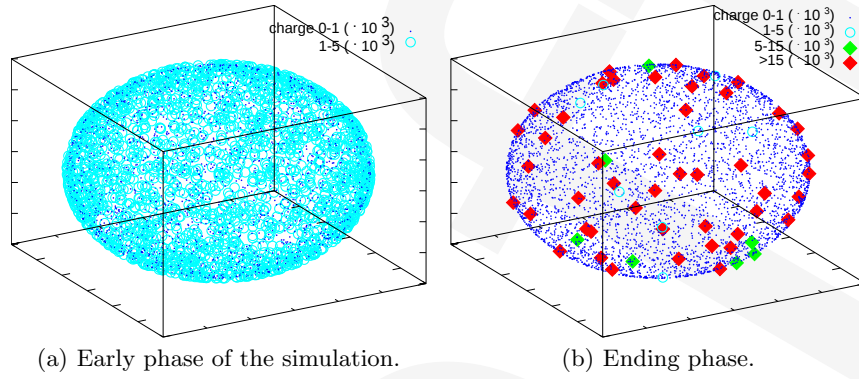 charge 0-1 ( · 10 3)
1-5 ( · 10 3)
charge 0-1 ( · 10 3)
1-5 ( · 10 3)
5-15 ( · 10 3)
>15 ( · 10 3)
(a) Early phase of the simulation.
(b) Ending phase.